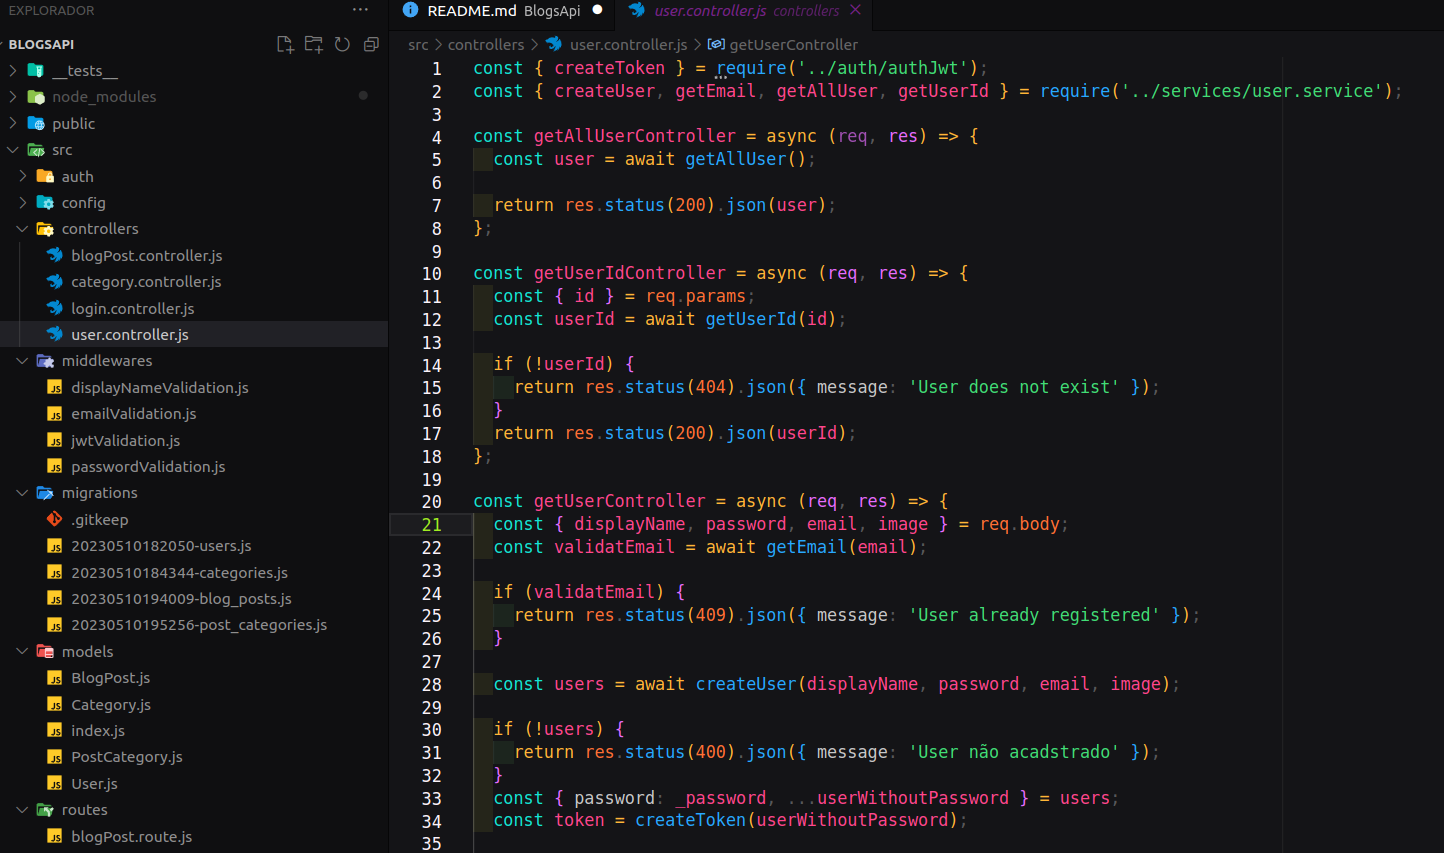 EXPLORADOR
BLOGSAPI
__tests__
node_modules
public
src
auth
config
controllers
blogPost.controller.js
category.controller.js
login.controller.js
user.controller.js
middlewares
displayNameValidation.js
emailValidation.js
jwtValidation.js
passwordValidation.js
migrations
.gitkeep
20230510182050-users.js
20230510184344-categories.js
20230510194009-blog_posts.js
20230510195256-post_categories.js
models
BlogPost.js
Category.js
index.js
PostCategory.js
User.js
routes
blogPost.route.js
README.md BlogsApi
user.controller.js controllers
src > controllers > user.controller.js > getUserController
1 const { createToken } = require('../auth/authJwt');
2 const { createUser, getEmail, getAllUser, getUserId } = require('../services/user.service');
3
4 const getAllUserController = async (req, res) => {
5   const user = await getAllUser();
6
7   return res.status(200).json(user);
8 };
9
10 const getUserIdController = async (req, res) => {
11   const { id } = req.params;
12   const userId = await getUserId(id);
13
14   if (!userId) {
15     return res.status(404).json({ message: 'User does not exist' });
16   }
17   return res.status(200).json(userId);
18 };
19
20 const getUserController = async (req, res) => {
21   const { displayName, password, email, image } = req.body;
22   const validatEmail = await getEmail(email);
23
24   if (validatEmail) {
25     return res.status(409).json({ message: 'User already registered' });
26   }
27
28   const users = await createUser(displayName, password, email, image);
29
30   if (!users) {
31     return res.status(400).json({ message: 'User não acadstrado' });
32   }
33   const { password: _password, ...userWithoutPassword } = users;
34   const token = createToken(userWithoutPassword);
35